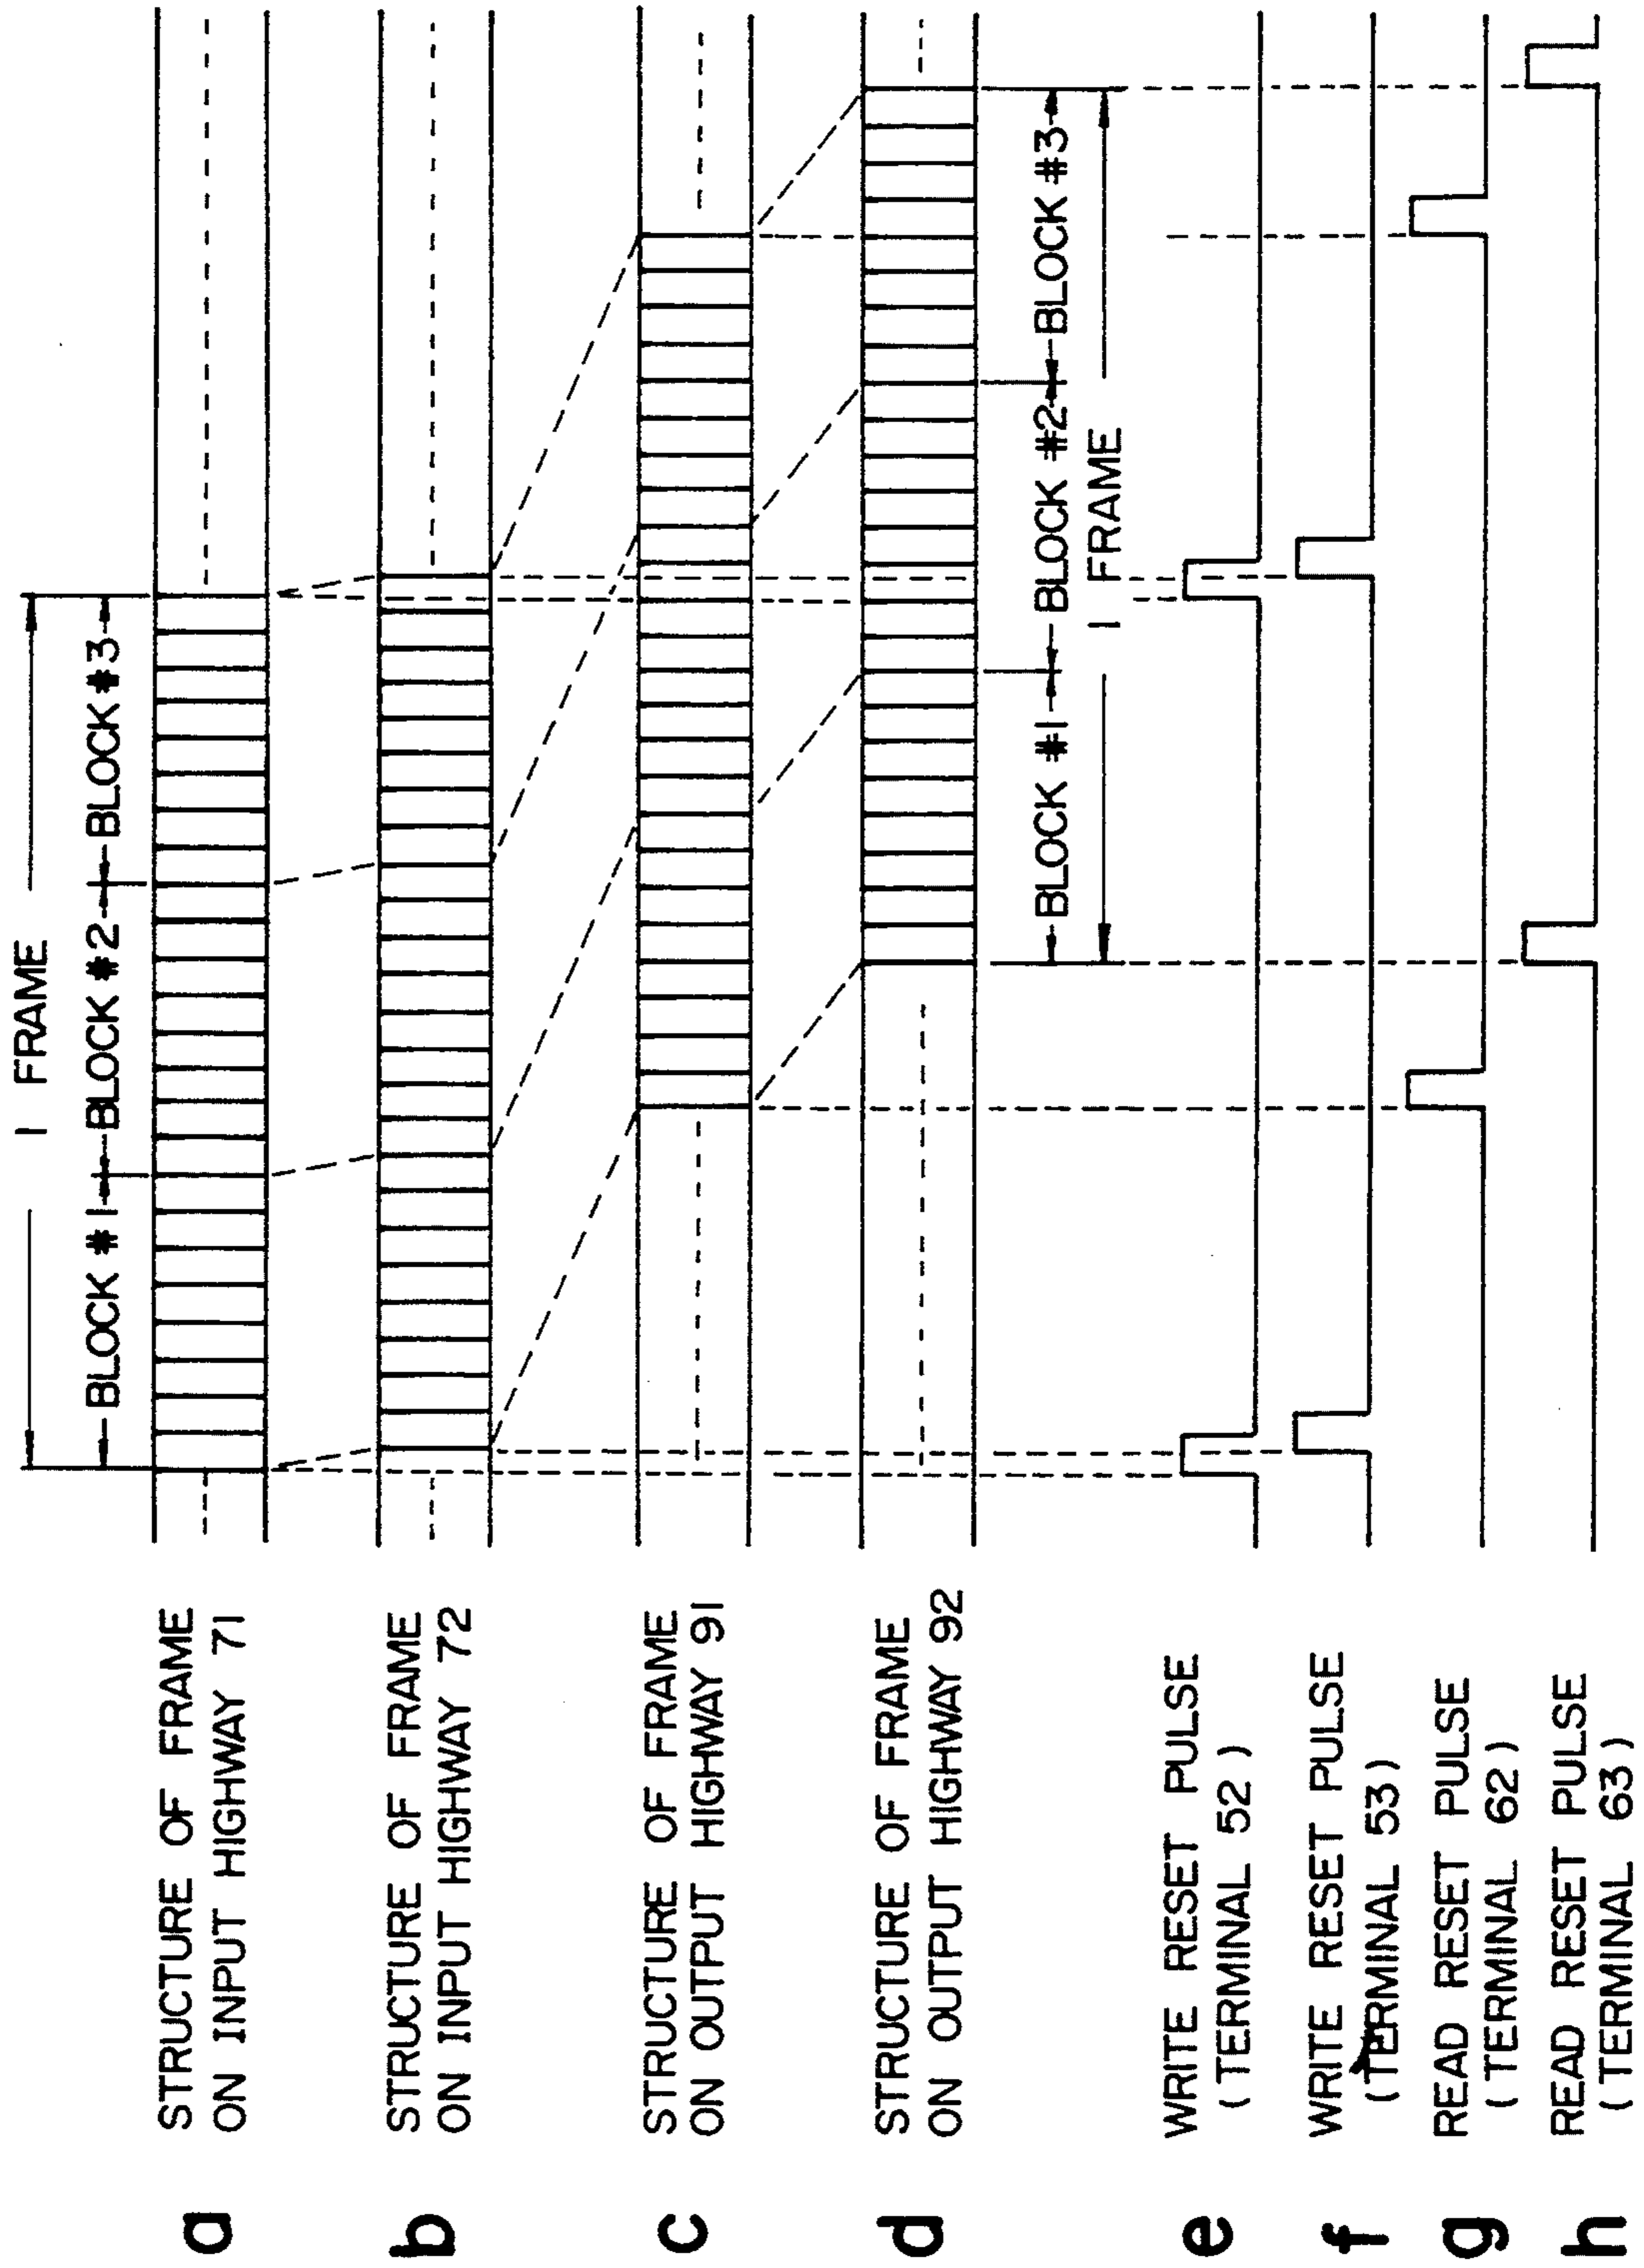 1 FRAME
BLOCK #1 BLOCK #2 BLOCK #3
a STRUCTURE OF FRAME
ON INPUT HIGHWAY 71
b STRUCTURE OF FRAME
ON INPUT HIGHWAY 72
c STRUCTURE OF FRAME
ON OUTPUT HIGHWAY 91
d STRUCTURE OF FRAME
ON OUTPUT HIGHWAY 92
BLOCK #1 BLOCK #2 BLOCK #3
1 FRAME
e WRITE RESET PULSE
(TERMINAL 52)
f WRITE RESET PULSE
(TERMINAL 53)
g READ RESET PULSE
(TERMINAL 62)
h READ RESET PULSE
(TERMINAL 63)